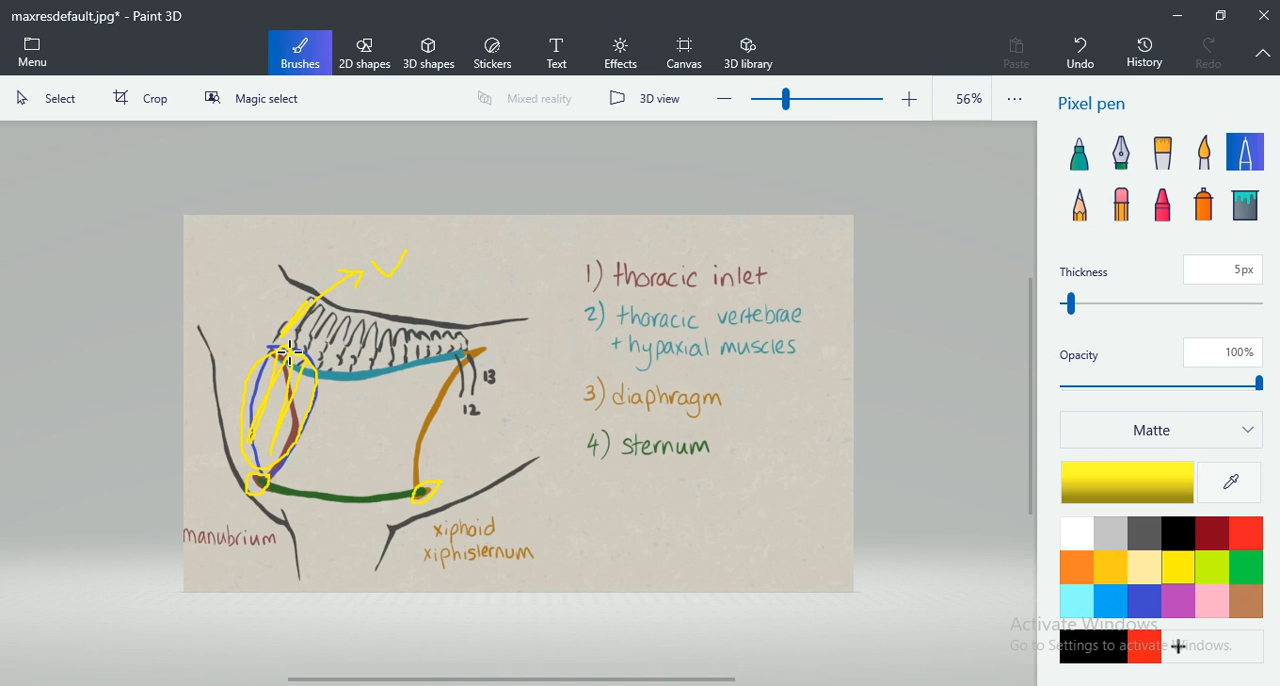 maxresdefault.jpg* - Paint 3D
Menu
Brushes
2D shapes
3D shapes
Stickers
Text
Effects
Canvas
3D library
Paste
Undo
History
Redo
Select
Crop
Magic select
Mixed reality
3D view
56%
Pixel pen
Thickness
5px
Opacity
100%
Matte
1) thoracic inlet
2) thoracic vertebrae
+ hypaxial muscles
3) diaphragm
4) sternum
13
12
manubrium
xiphoid
xiphisternum
Activate Windows
Go to Settings to activate Windows.